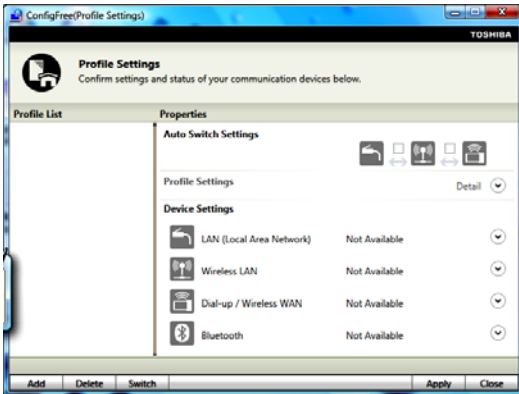 ConfigFree(Profile Settings)
TOSHIBA
Profile Settings
Confirm settings and status of your communication devices below.
Profile List
Properties
Auto Switch Settings
Profile Settings Detail
Device Settings
LAN (Local Area Network) Not Available
Wireless LAN Not Available
Dial-up / Wireless WAN Not Available
Bluetooth Not Available
Add Delete Switch Apply Close